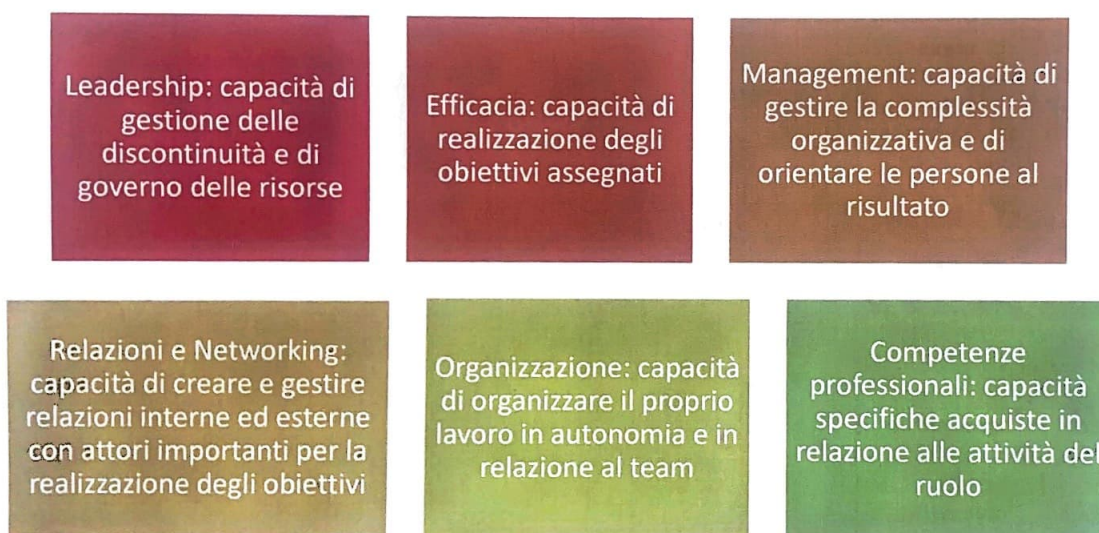 Leadership: capacità di
gestione delle
discontinuità e di
governo delle risorse
Efficacia: capacità di
realizzazione degli
obiettivi assegnati
Management: capacità di
gestire la complessità
organizzativa e di
orientare le persone al
risultato
Relazioni e Networking:
capacità di creare e gestire
relazioni interne ed esterne
con attori importanti per la
realizzazione degli obiettivi
Organizzazione: capacità
di organizzare il proprio
lavoro in autonomia e in
relazione al team
Competenze
professionali: capacità
specifiche acquiste in
relazione alle attività del
ruolo